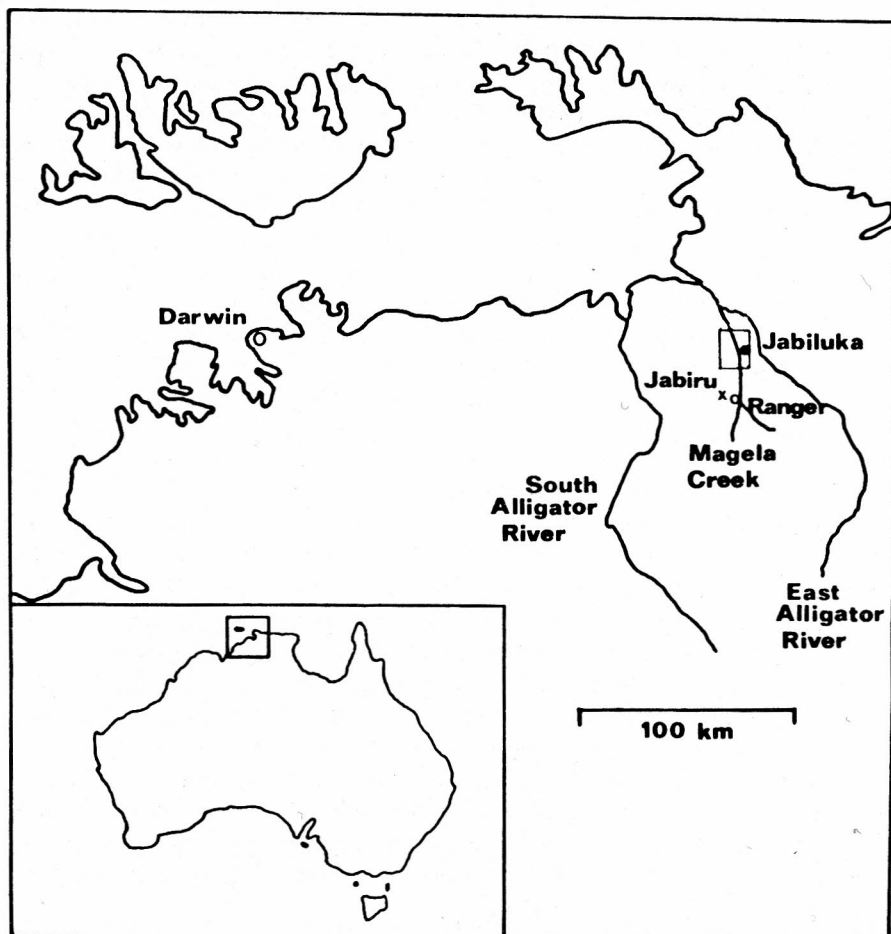 Darwin
Jabiluka
Jabiru
x
Ranger
Magela
Creek
South
Alligator
River
East
Alligator
River
100 km